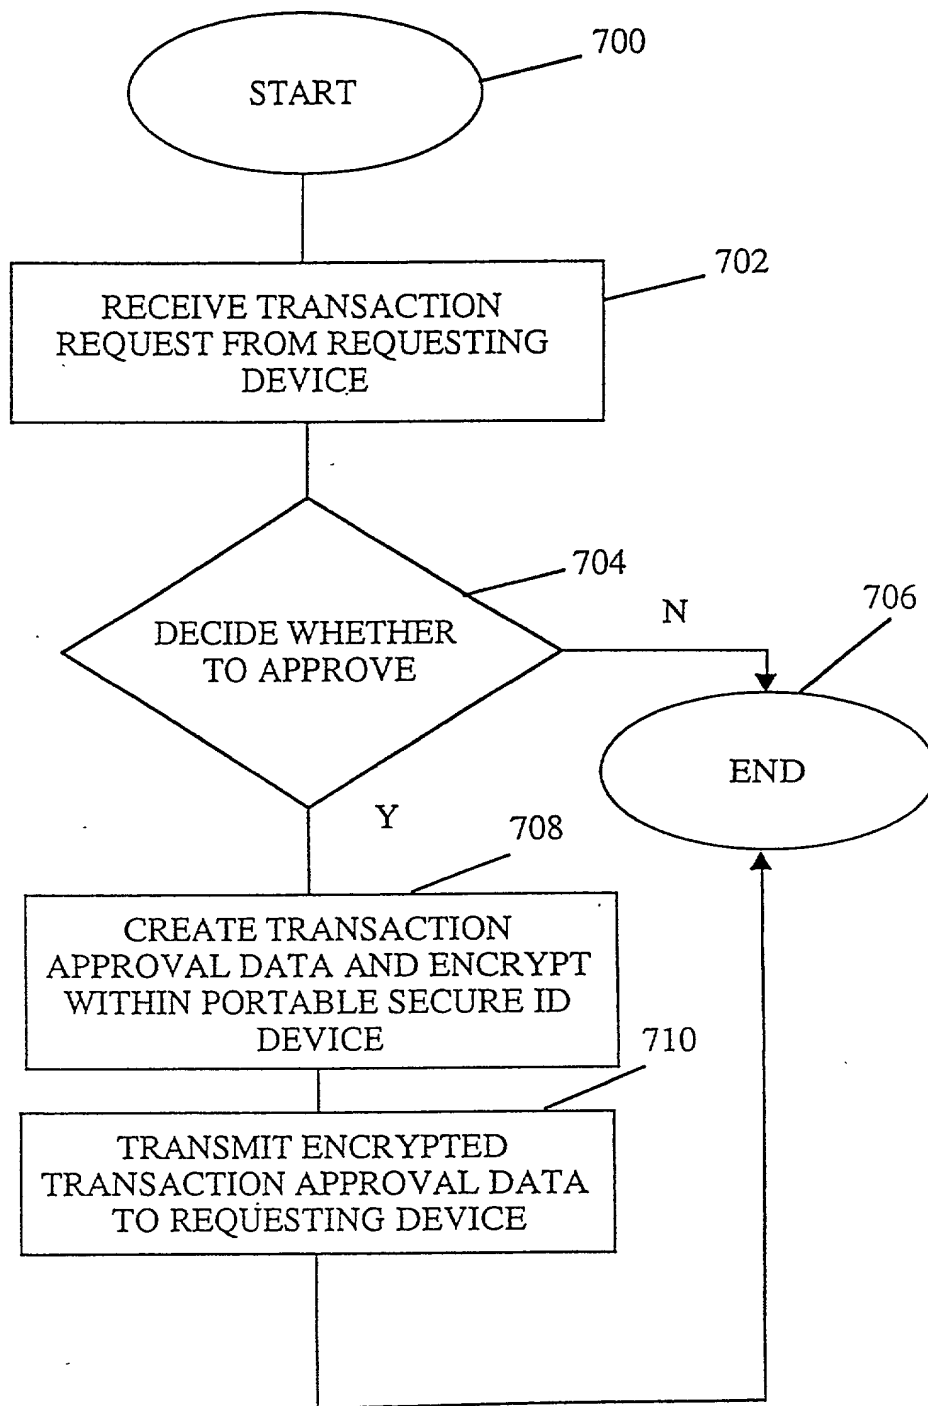 700
START
702
RECEIVE TRANSACTION
REQUEST FROM REQUESTING
DEVICE
704
DECIDE WHETHER
TO APPROVE
N
706
END
Y
708
CREATE TRANSACTION
APPROVAL DATA AND ENCRYPT
WITHIN PORTABLE SECURE ID
DEVICE
710
TRANSMIT ENCRYPTED
TRANSACTION APPROVAL DATA
TO REQUESTING DEVICE